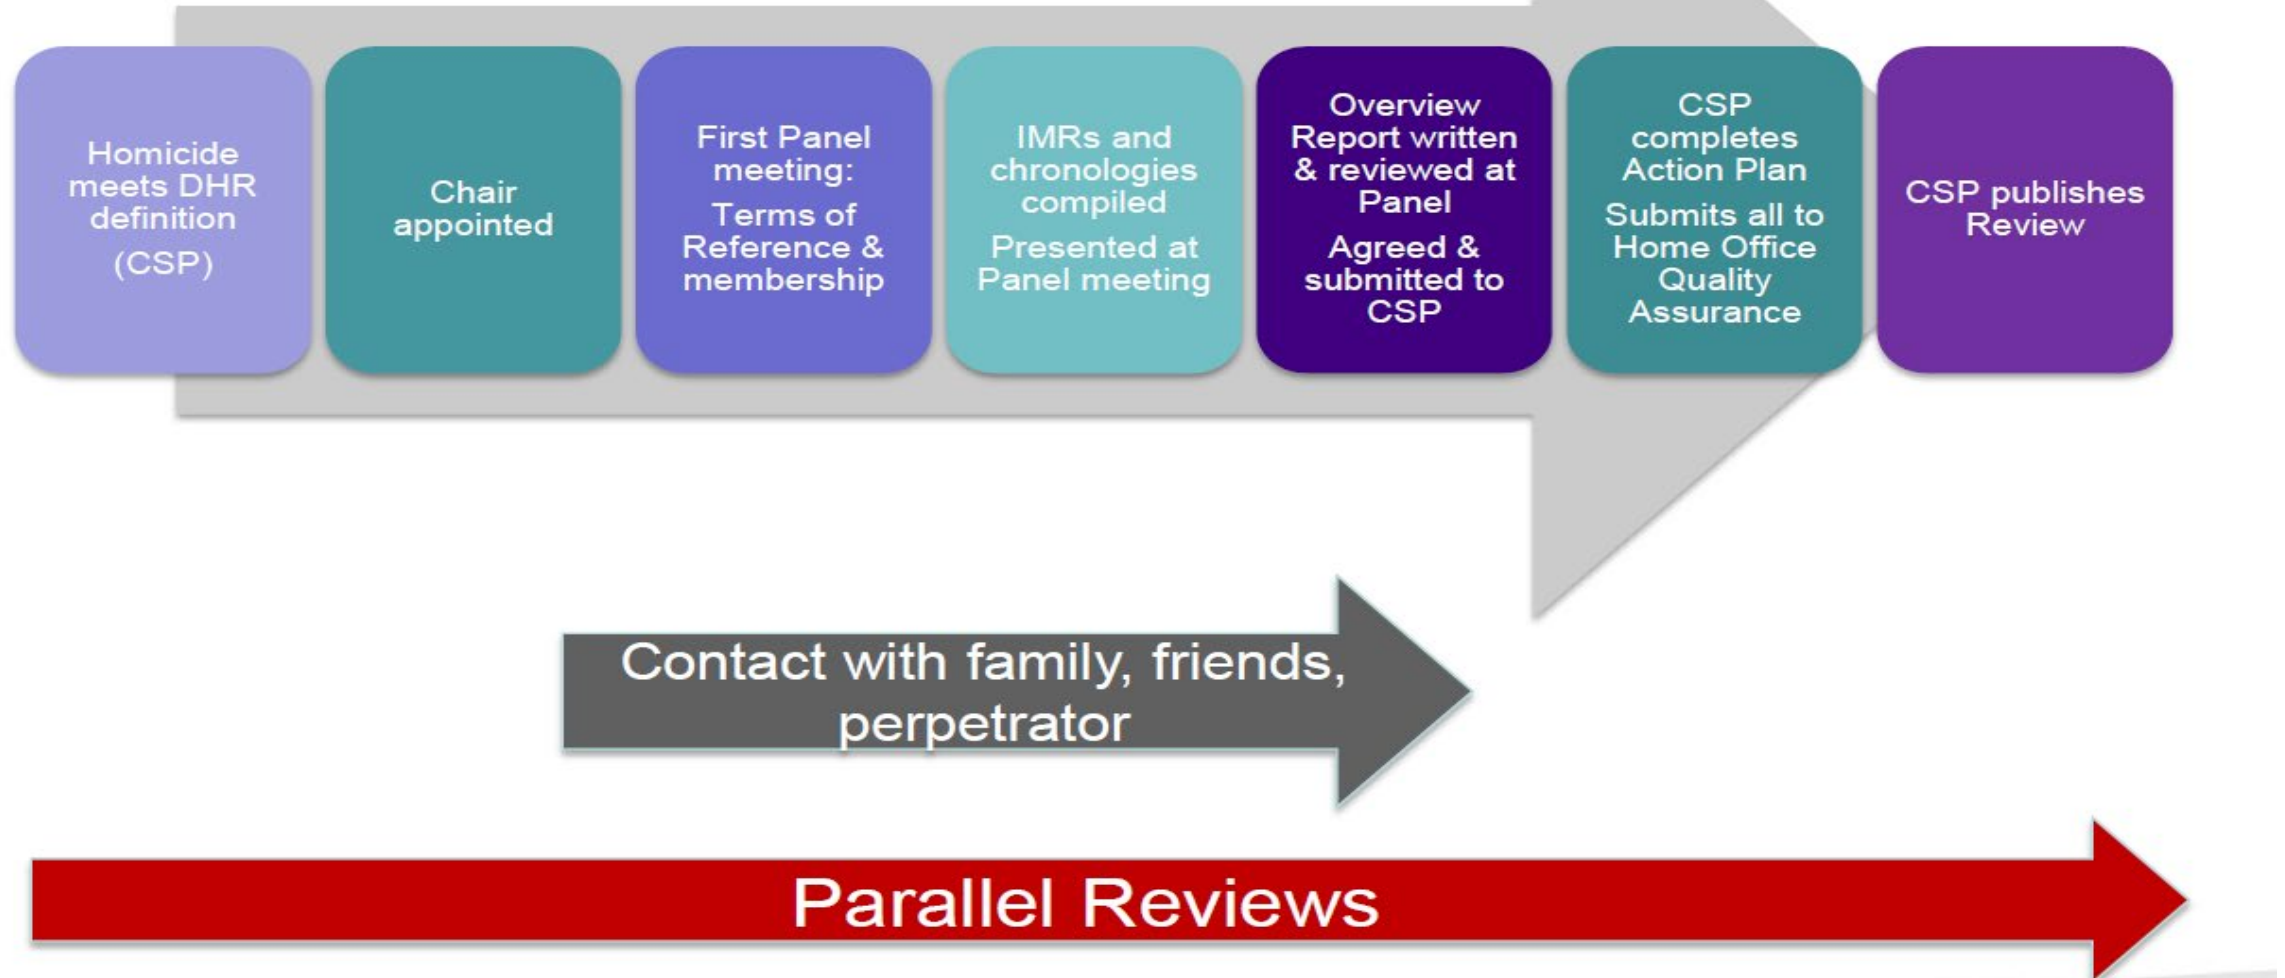 Homicide
meets DHR
definition
(CSP)
Chair
appointed
First Panel
meeting:
Terms of
Reference &
membership
IMRs and
chronologies
compiled
Presented at
Panel meeting
Overview
Report written
& reviewed at
Panel
Agreed &
submitted to
CSP
CSP
completes
Action Plan
Submits all to
Home Office
Quality
Assurance
CSP publishes
Review
Contact with family, friends,
perpetrator
Parallel Reviews